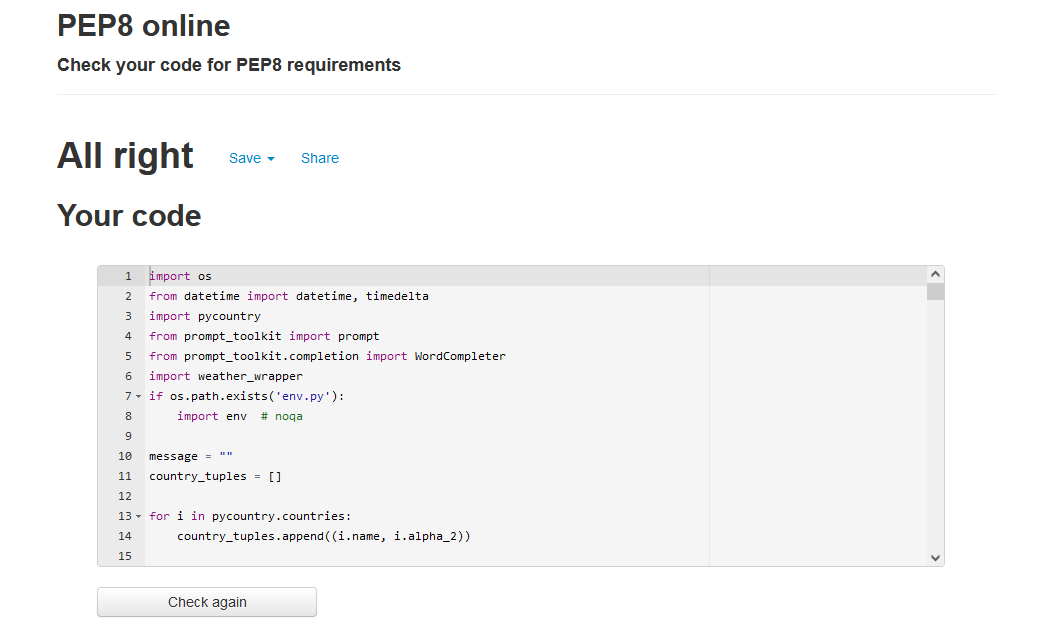 PEP8 online
Check your code for PEP8 requirements
All right Save Share
Your code
1 import os
2 from datetime import datetime, timedelta
3 import pycountry
4 from prompt_toolkit import prompt
5 from prompt_toolkit.completion import WordCompleter
6 import weather_wrapper
7 if os.path.exists('env.py'):
8     import env  # noqa
9
10 message = ""
11 country_tuples = []
12
13 for i in pycountry.countries:
14     country_tuples.append((i.name, i.alpha_2))
15
Check again